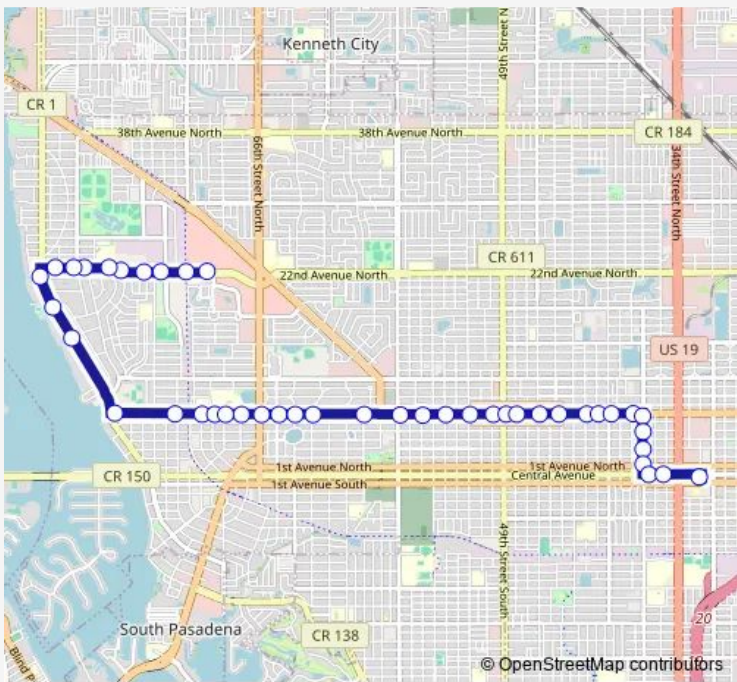 Kenneth City
49th Street N
CR 1
38th Avenue North
38th Avenue North
CR 184
66th Street North
34th Street North
CR 611
22nd Avenue North
22nd Avenue North
US 19
1st Avenue North
1st Avenue North
CR 150
Central Avenue
1st Avenue South
49th Street South
South Pasadena
CR 138
20
Blind P
© OpenStreetMap contributors